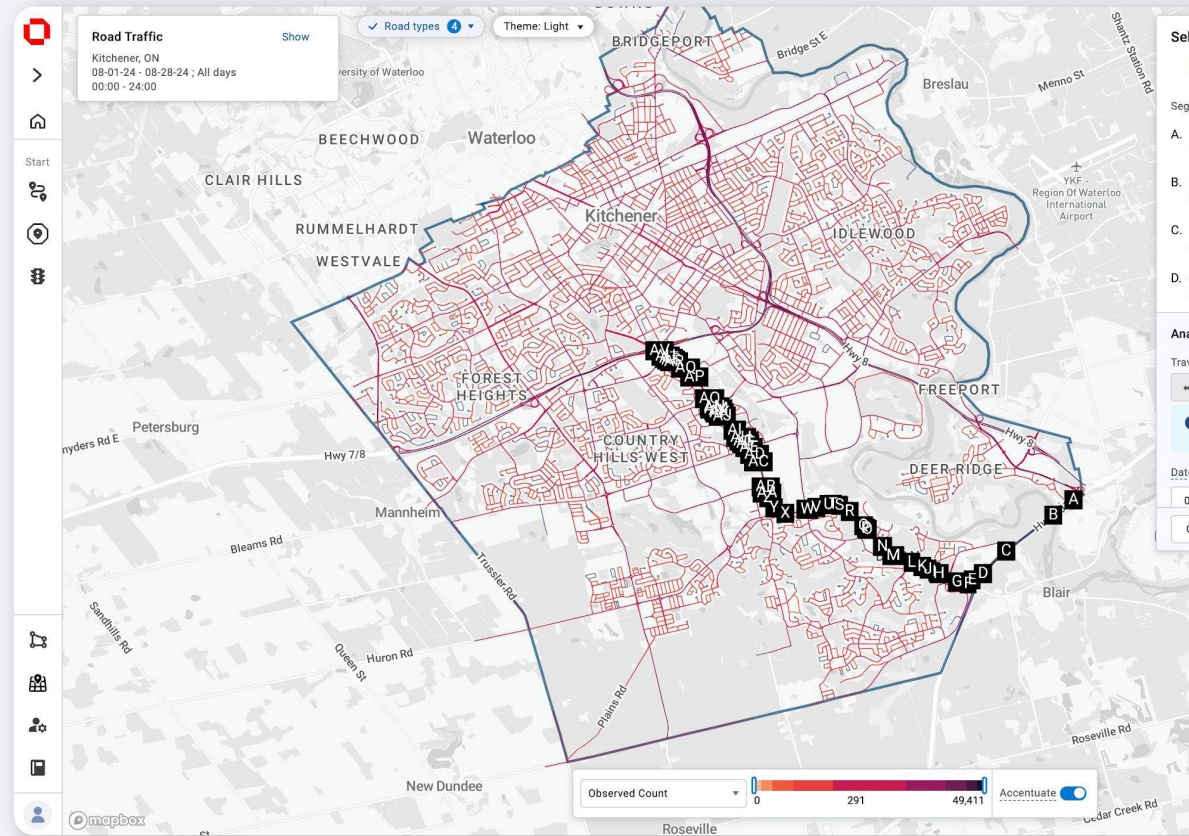 Road Traffic
Show
Kitchener, ON
08-01-24 - 08-28-24 ; All days
00:00 - 24:00
Road types 4
Theme: Light
Start
BRIDGEPORT
Bridge St E
Shantz Station Rd
Menno St
Breslau
versity of Waterloo
BEECHWOOD
Waterloo
CLAIR HILLS
YKF -
Region Of Waterloo
International
Airport
Kitchener
RUMMELHARDT
IDLEWOOD
WESTVALE
Hwy 8
FOREST
HEIGHTS
FREEPORT
Petersburg
nyders Rd E
Hwy 7/8
COUNTRY
HILLS WEST
Hwy 8
DEER RIDGE
Mannheim
Bleams Rd
Trussler Rd
Blair
Sandhills Rd
Queen St
Huron Rd
Plains Rd
Roseville Rd
New Dundee
Cedar Creek Rd
Roseville
AP
AC
X
R
N
M
H
G
E
D
C
B
A
Sel
Seg
A.
B.
C.
D.
Ana
Trav
Dat
Observed Count
0
291
49,411
Accentuate
mapbox